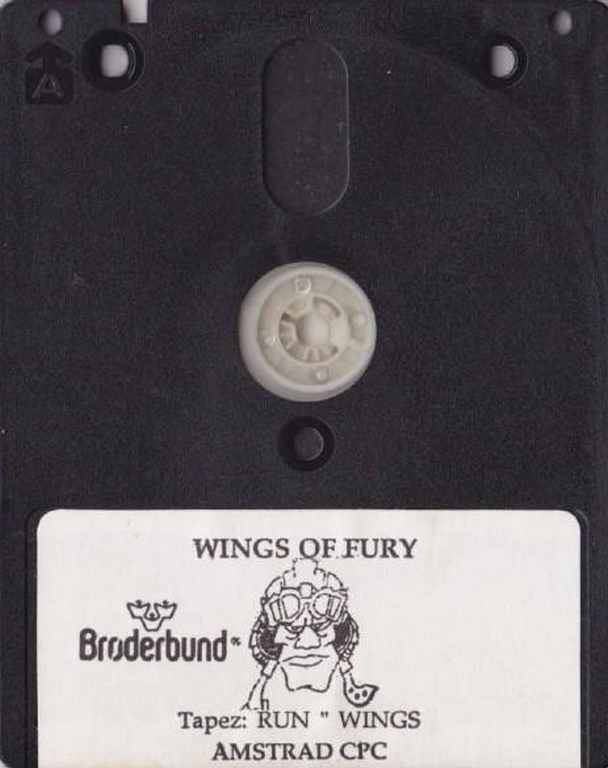 A
WINGS OF FURY
Brøderbund
Tapez: RUN " WINGS
AMSTRAD CPC